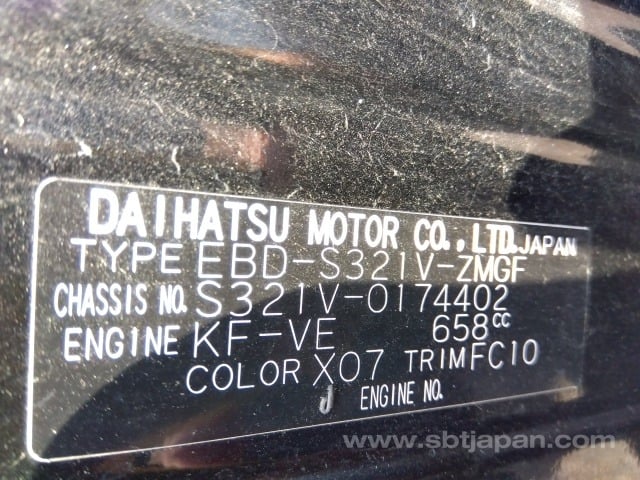 DAIHATSU MOTOR CO., LTD. JAPAN
TYPE EBD-S321V-ZMGF
CHASSIS NO. S321V-0174402
ENGINE KF-VE 658cc
COLOR X07 TRIM FC10
J ENGINE NO.
www.sbtjapan.com